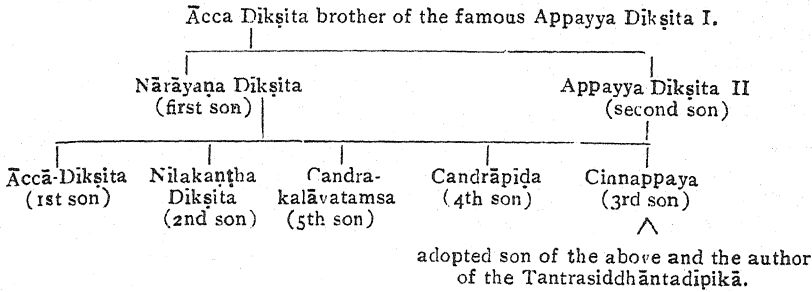 Ācca Dīkṣita brother of the famous Appayya Dīkṣita I.
Nārāyaṇa Dīkṣita
(first son)
Appayya Dīkṣita II
(second son)
Āccā-Dīkṣita
(1st son)
Nīlakaṇṭha
Dīkṣita
(2nd son)
Candra-
kalāvatamsa
(5th son)
Candrāpīḍa
(4th son)
Cinnappaya
(3rd son)
adopted son of the above and the author
of the Tantrasiddhāntadīpikā.